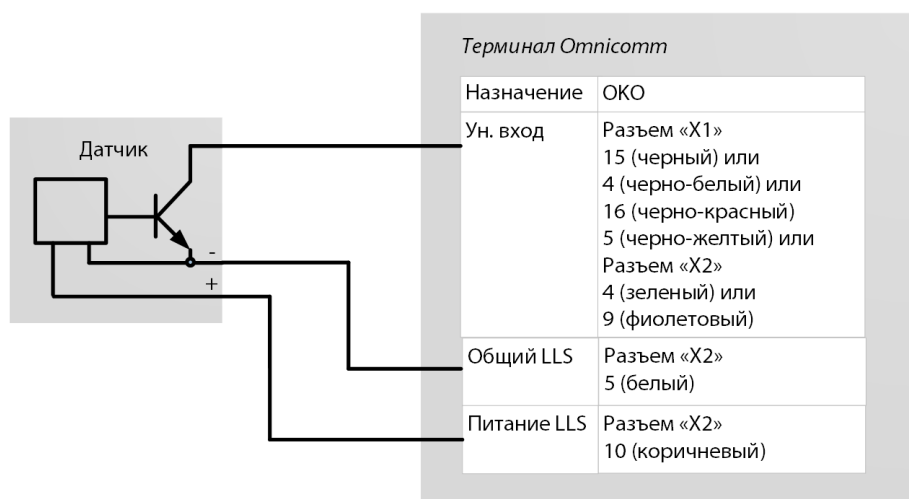 Терминал Omnicomm
Назначение
ОКО
Датчик
Ун. вход
Разъем «X1»
15 (черный) или
4 (черно-белый) или
16 (черно-красный)
5 (черно-желтый) или
Разъем «X2»
4 (зеленый) или
9 (фиолетовый)
-
+
Общий LLS
Разъем «X2»
5 (белый)
Питание LLS
Разъем «X2»
10 (коричневый)